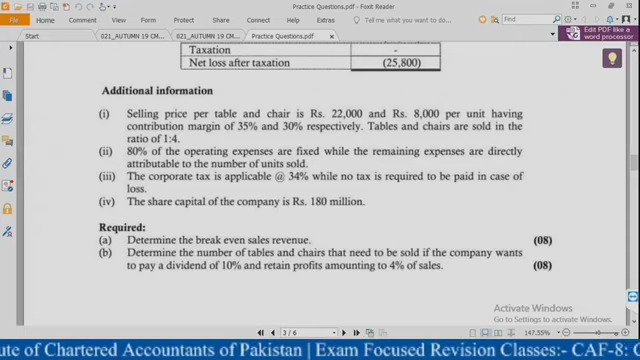 Practice Questions.pdf - Foxit Reader
FILE HOME COMMENT VIEW FORM PROTECT SHARE HELP
Tell me what you want to do...
Find
Start
021_AUTUMN 19 CM
021_AUTUMN 19 CMA
Practice Questions.pdf
Edit PDF like a
word processor
Taxation -
Net loss after taxation (25,800)
Additional information
(i) Selling price per table and chair is Rs. 22,000 and Rs. 8,000 per unit having
contribution margin of 35% and 30% respectively. Tables and chairs are sold in the
ratio of 1:4.
(ii) 80% of the operating expenses are fixed while the remaining expenses are directly
attributable to the number of units sold.
(iii) The corporate tax is applicable @ 34% while no tax is required to be paid in case of
loss.
(iv) The share capital of the company is Rs. 180 million.
Required:
(a) Determine the break even sales revenue. (08)
(b) Determine the number of tables and chairs that need to be sold if the company wants
to pay a dividend of 10% and retain profits amounting to 4% of sales. (08)
Activate Windows
Go to Settings to activate Windows.
3 / 6
147.55%
ute of Chartered Accountants of Pakistan | Exam Focused Revision Classes:- CAF-8: